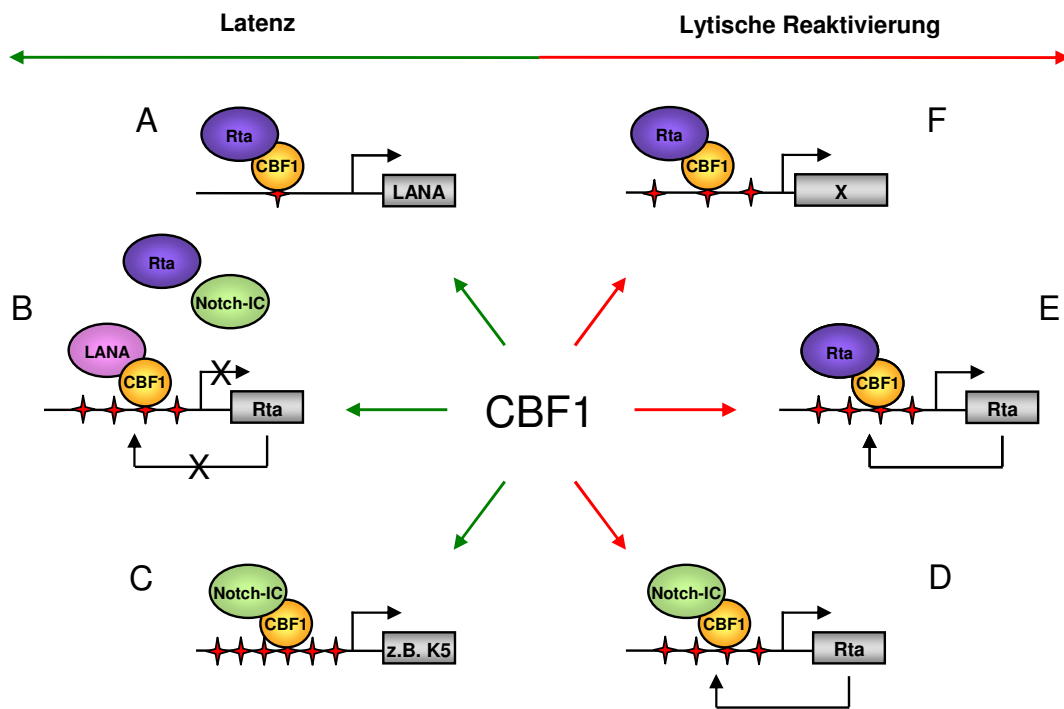 Latenz
Lytische Reaktivierung
A
Rta
CBF1
LANA
F
Rta
CBF1
X
B
Rta
Notch-IC
LANA
CBF1
X
Rta
X
CBF1
E
Rta
CBF1
Rta
C
Notch-IC
CBF1
z.B. K5
D
Notch-IC
CBF1
Rta